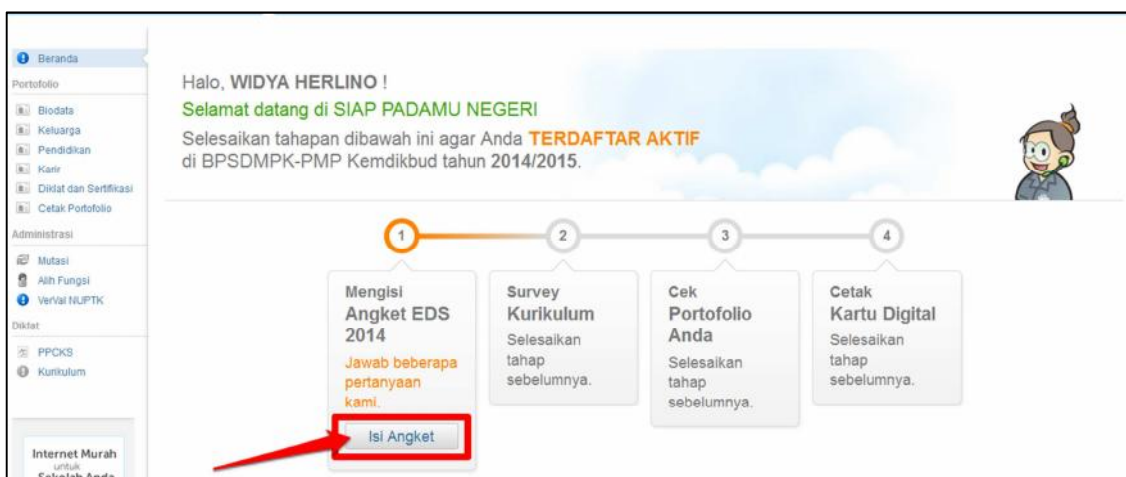 Beranda
Portofolio
Biodata
Keluarga
Pendidikan
Karir
Diklat dan Sertifikasi
Cetak Portofolio
Administrasi
Mutasi
Alih Fungsi
VerVal NUPTK
Diklat
PPCKS
Kurikulum
Internet Murah
untuk
Sekolah Anda
Halo, WIDYA HERLINO !
Selamat datang di SIAP PADAMU NEGERI
Selesaikan tahapan dibawah ini agar Anda TERDAFTAR AKTIF
di BPSDMPK-PMP Kemdikbud tahun 2014/2015.
1
2
3
4
Mengisi
Angket EDS
2014
Jawab beberapa
pertanyaan
kami.
Isi Angket
Survey
Kurikulum
Selesaikan
tahap
sebelumnya.
Cek
Portofolio
Anda
Selesaikan
tahap
sebelumnya.
Cetak
Kartu Digital
Selesaikan
tahap
sebelumnya.